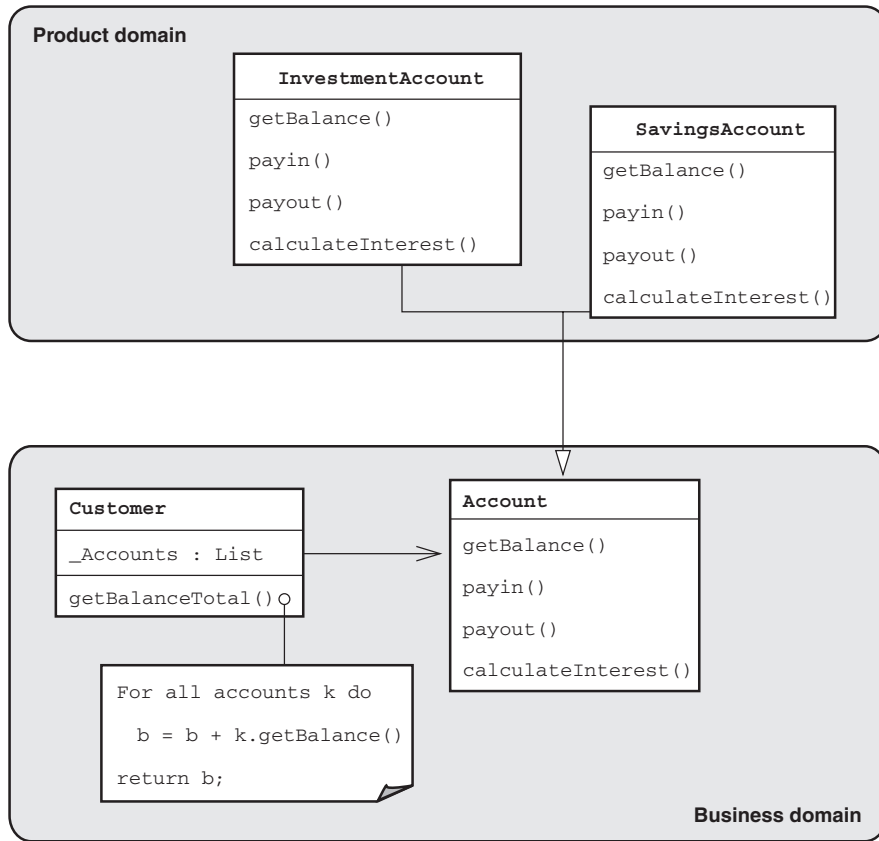 Product domain
InvestmentAccount
getBalance()
payin()
payout()
calculateInterest()
SavingsAccount
getBalance()
payin()
payout()
calculateInterest()
Customer
_Accounts : List
getBalanceTotal()
For all accounts k do
b = b + k.getBalance()
return b;
Account
getBalance()
payin()
payout()
calculateInterest()
Business domain